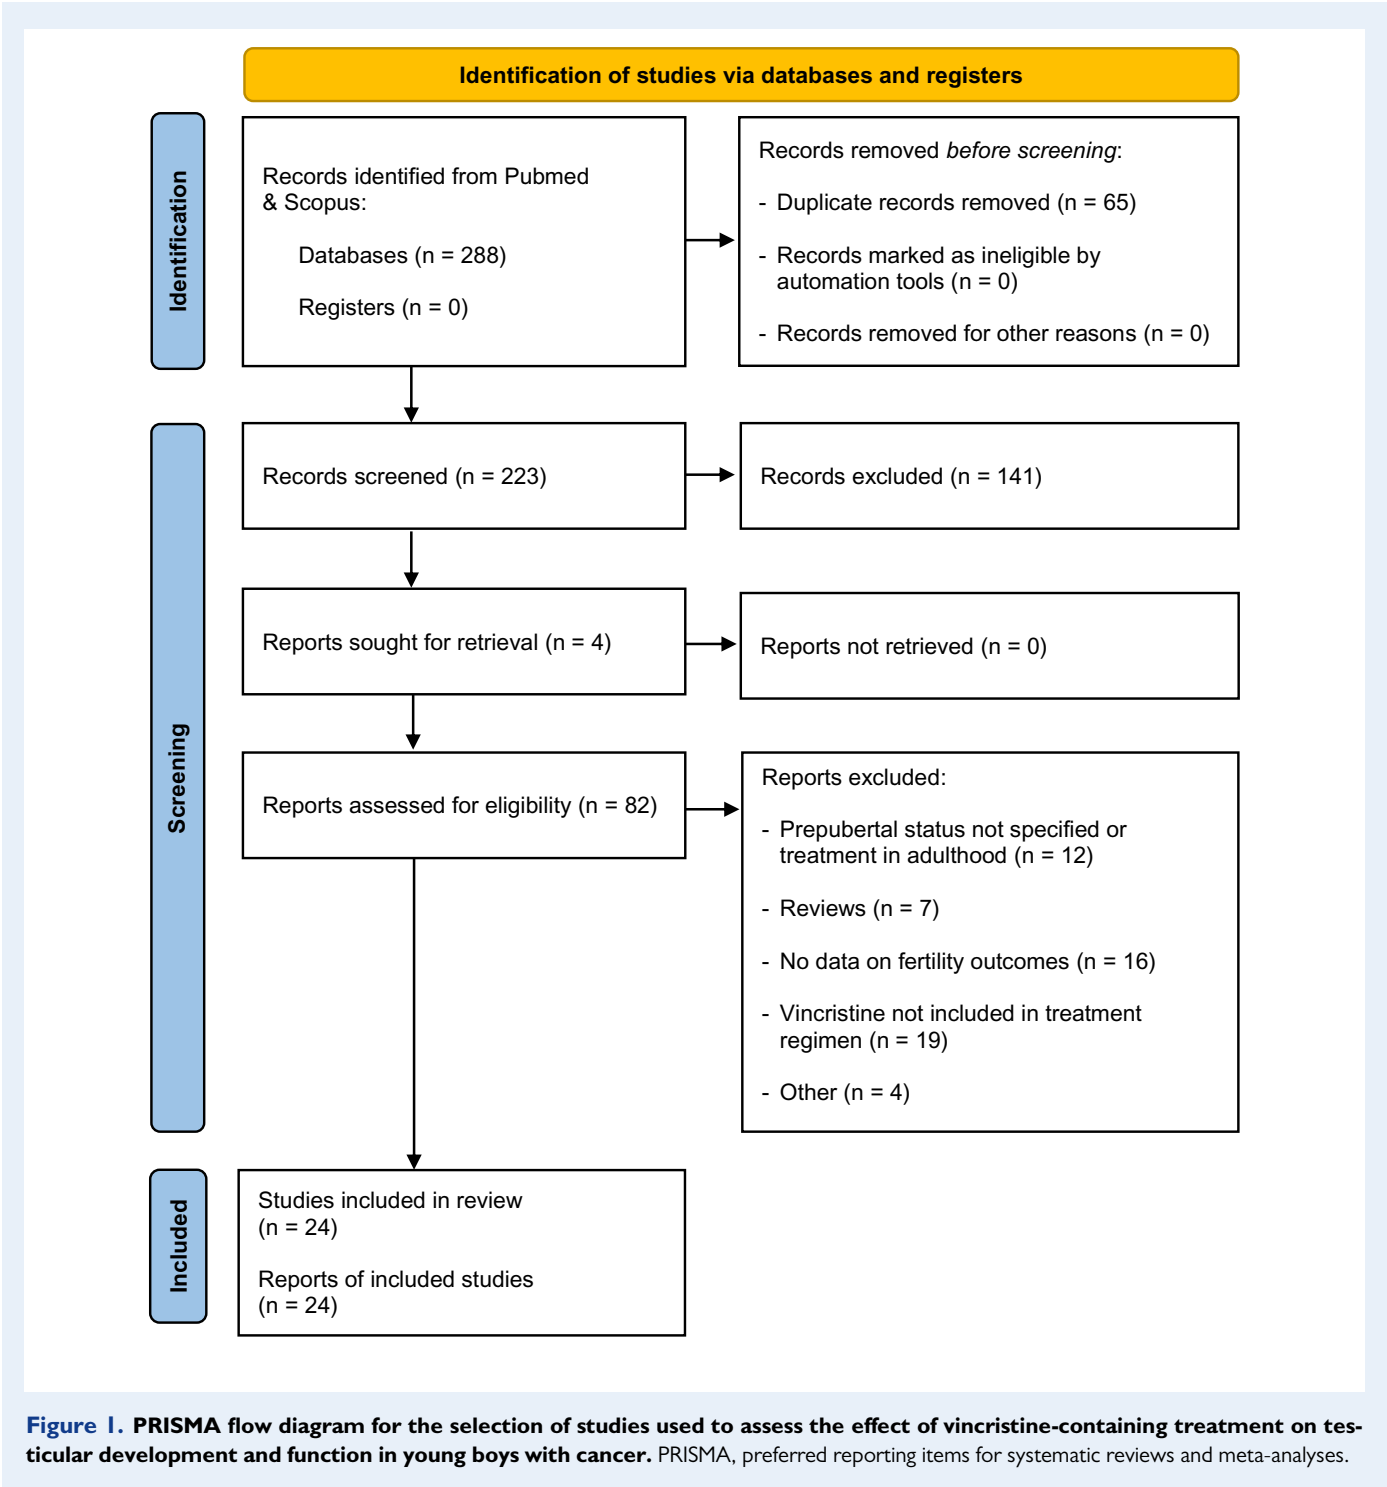 Identification of studies via databases and registers
Identification
Records identified from Pubmed
& Scopus:
Databases (n = 288)
Registers (n = 0)
Records removed before screening:
- Duplicate records removed (n = 65)
- Records marked as ineligible by
automation tools (n = 0)
- Records removed for other reasons (n = 0)
Screening
Records screened (n = 223)
Records excluded (n = 141)
Reports sought for retrieval (n = 4)
Reports not retrieved (n = 0)
Reports assessed for eligibility (n = 82)
Reports excluded:
- Prepubertal status not specified or
treatment in adulthood (n = 12)
- Reviews (n = 7)
- No data on fertility outcomes (n = 16)
- Vincristine not included in treatment
regimen (n = 19)
- Other (n = 4)
Included
Studies included in review
(n = 24)
Reports of included studies
(n = 24)
Figure 1. PRISMA flow diagram for the selection of studies used to assess the effect of vincristine-containing treatment on tes-
ticular development and function in young boys with cancer. PRISMA, preferred reporting items for systematic reviews and meta-analyses.